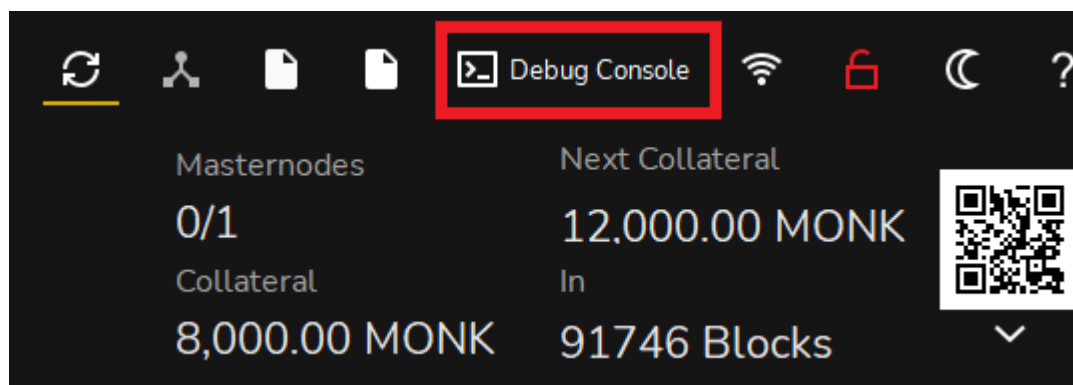 Debug Console ?
Masternodes Next Collateral
0/1 12,000.00 MONK
Collateral In
8,000.00 MONK 91746 Blocks